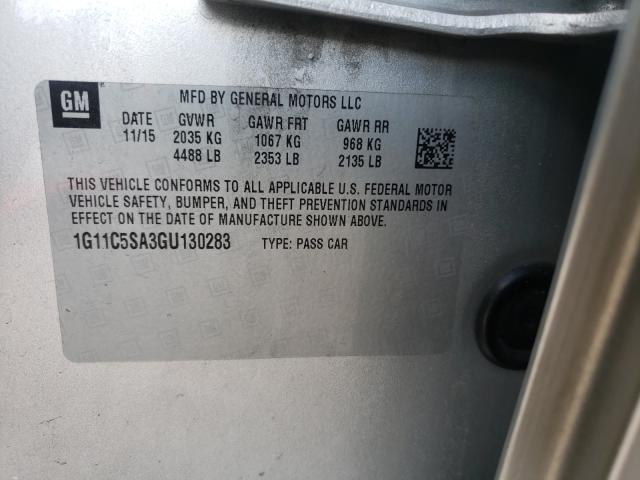 GM
MFD BY GENERAL MOTORS LLC
DATE GVWR GAWR FRT GAWR RR
11/15 2035 KG 1067 KG 968 KG
4488 LB 2353 LB 2135 LB
THIS VEHICLE CONFORMS TO ALL APPLICABLE U.S. FEDERAL MOTOR
VEHICLE SAFETY, BUMPER, AND THEFT PREVENTION STANDARDS IN
EFFECT ON THE DATE OF MANUFACTURE SHOWN ABOVE.
1G11C5SA3GU130283 TYPE: PASS CAR